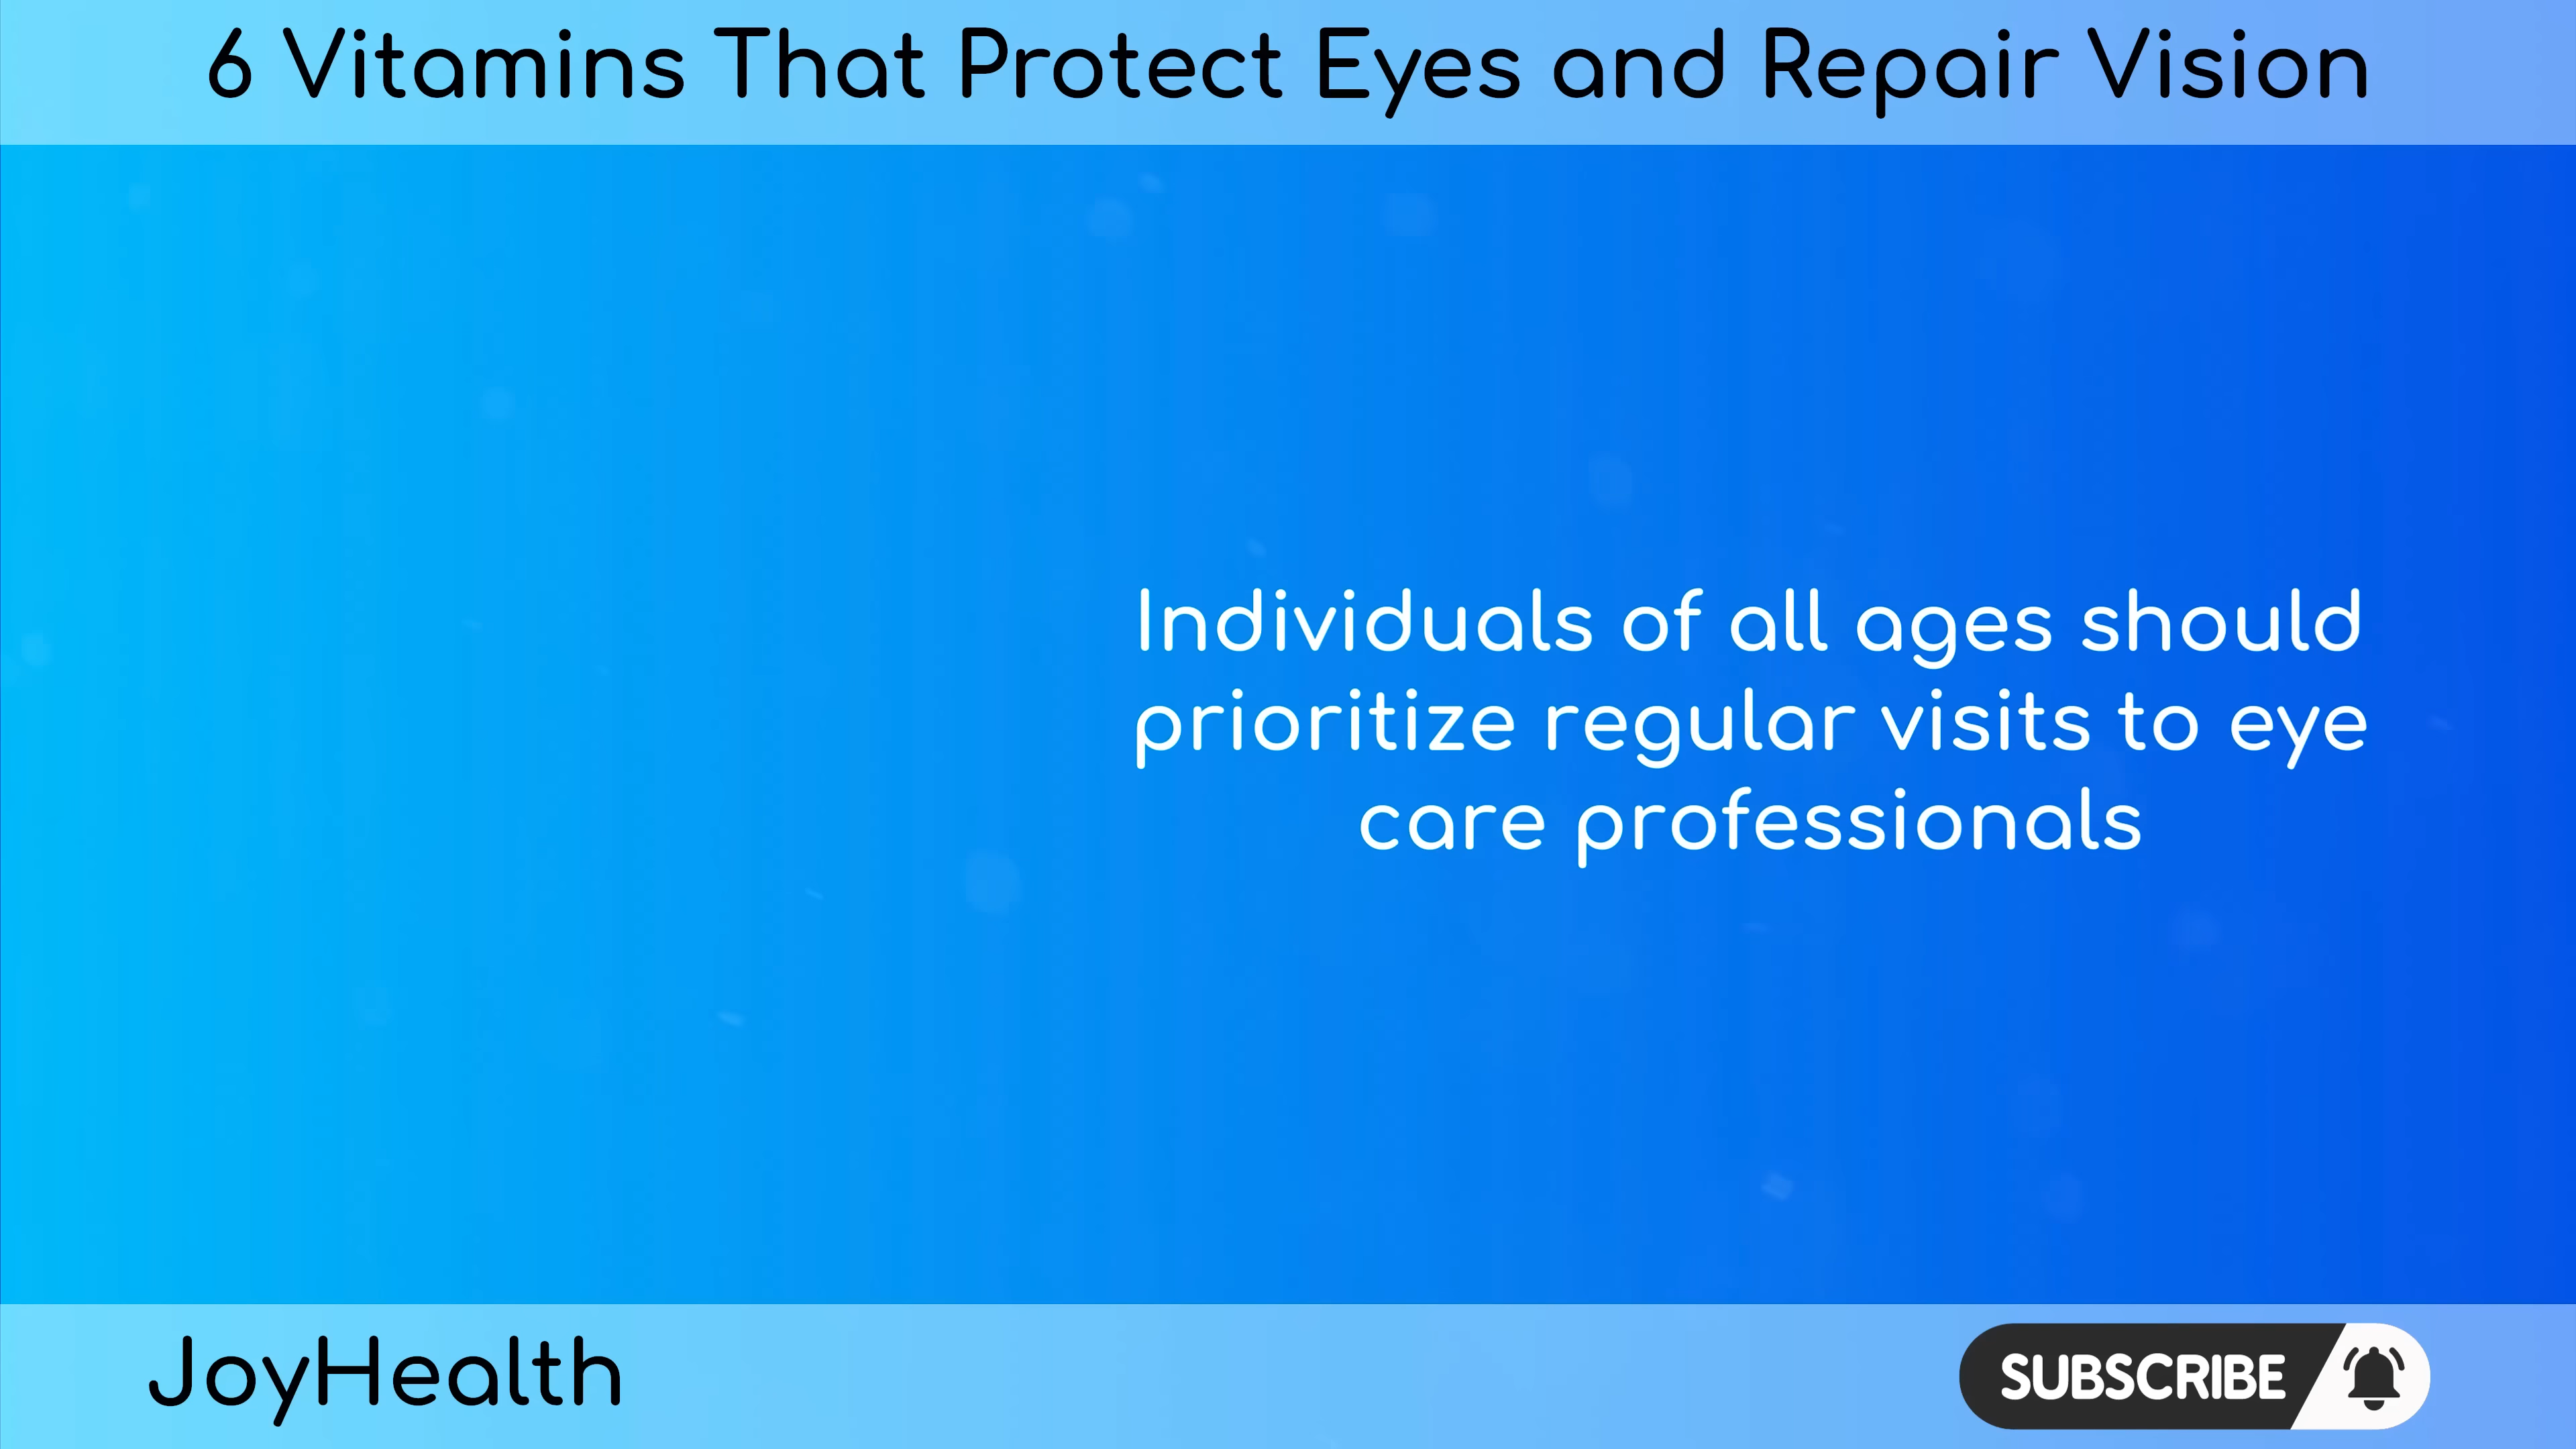 6 Vitamins That Protect Eyes and Repair Vision
Individuals of all ages should
prioritize regular visits to eye
care professionals
JoyHealth
SUBSCRIBE